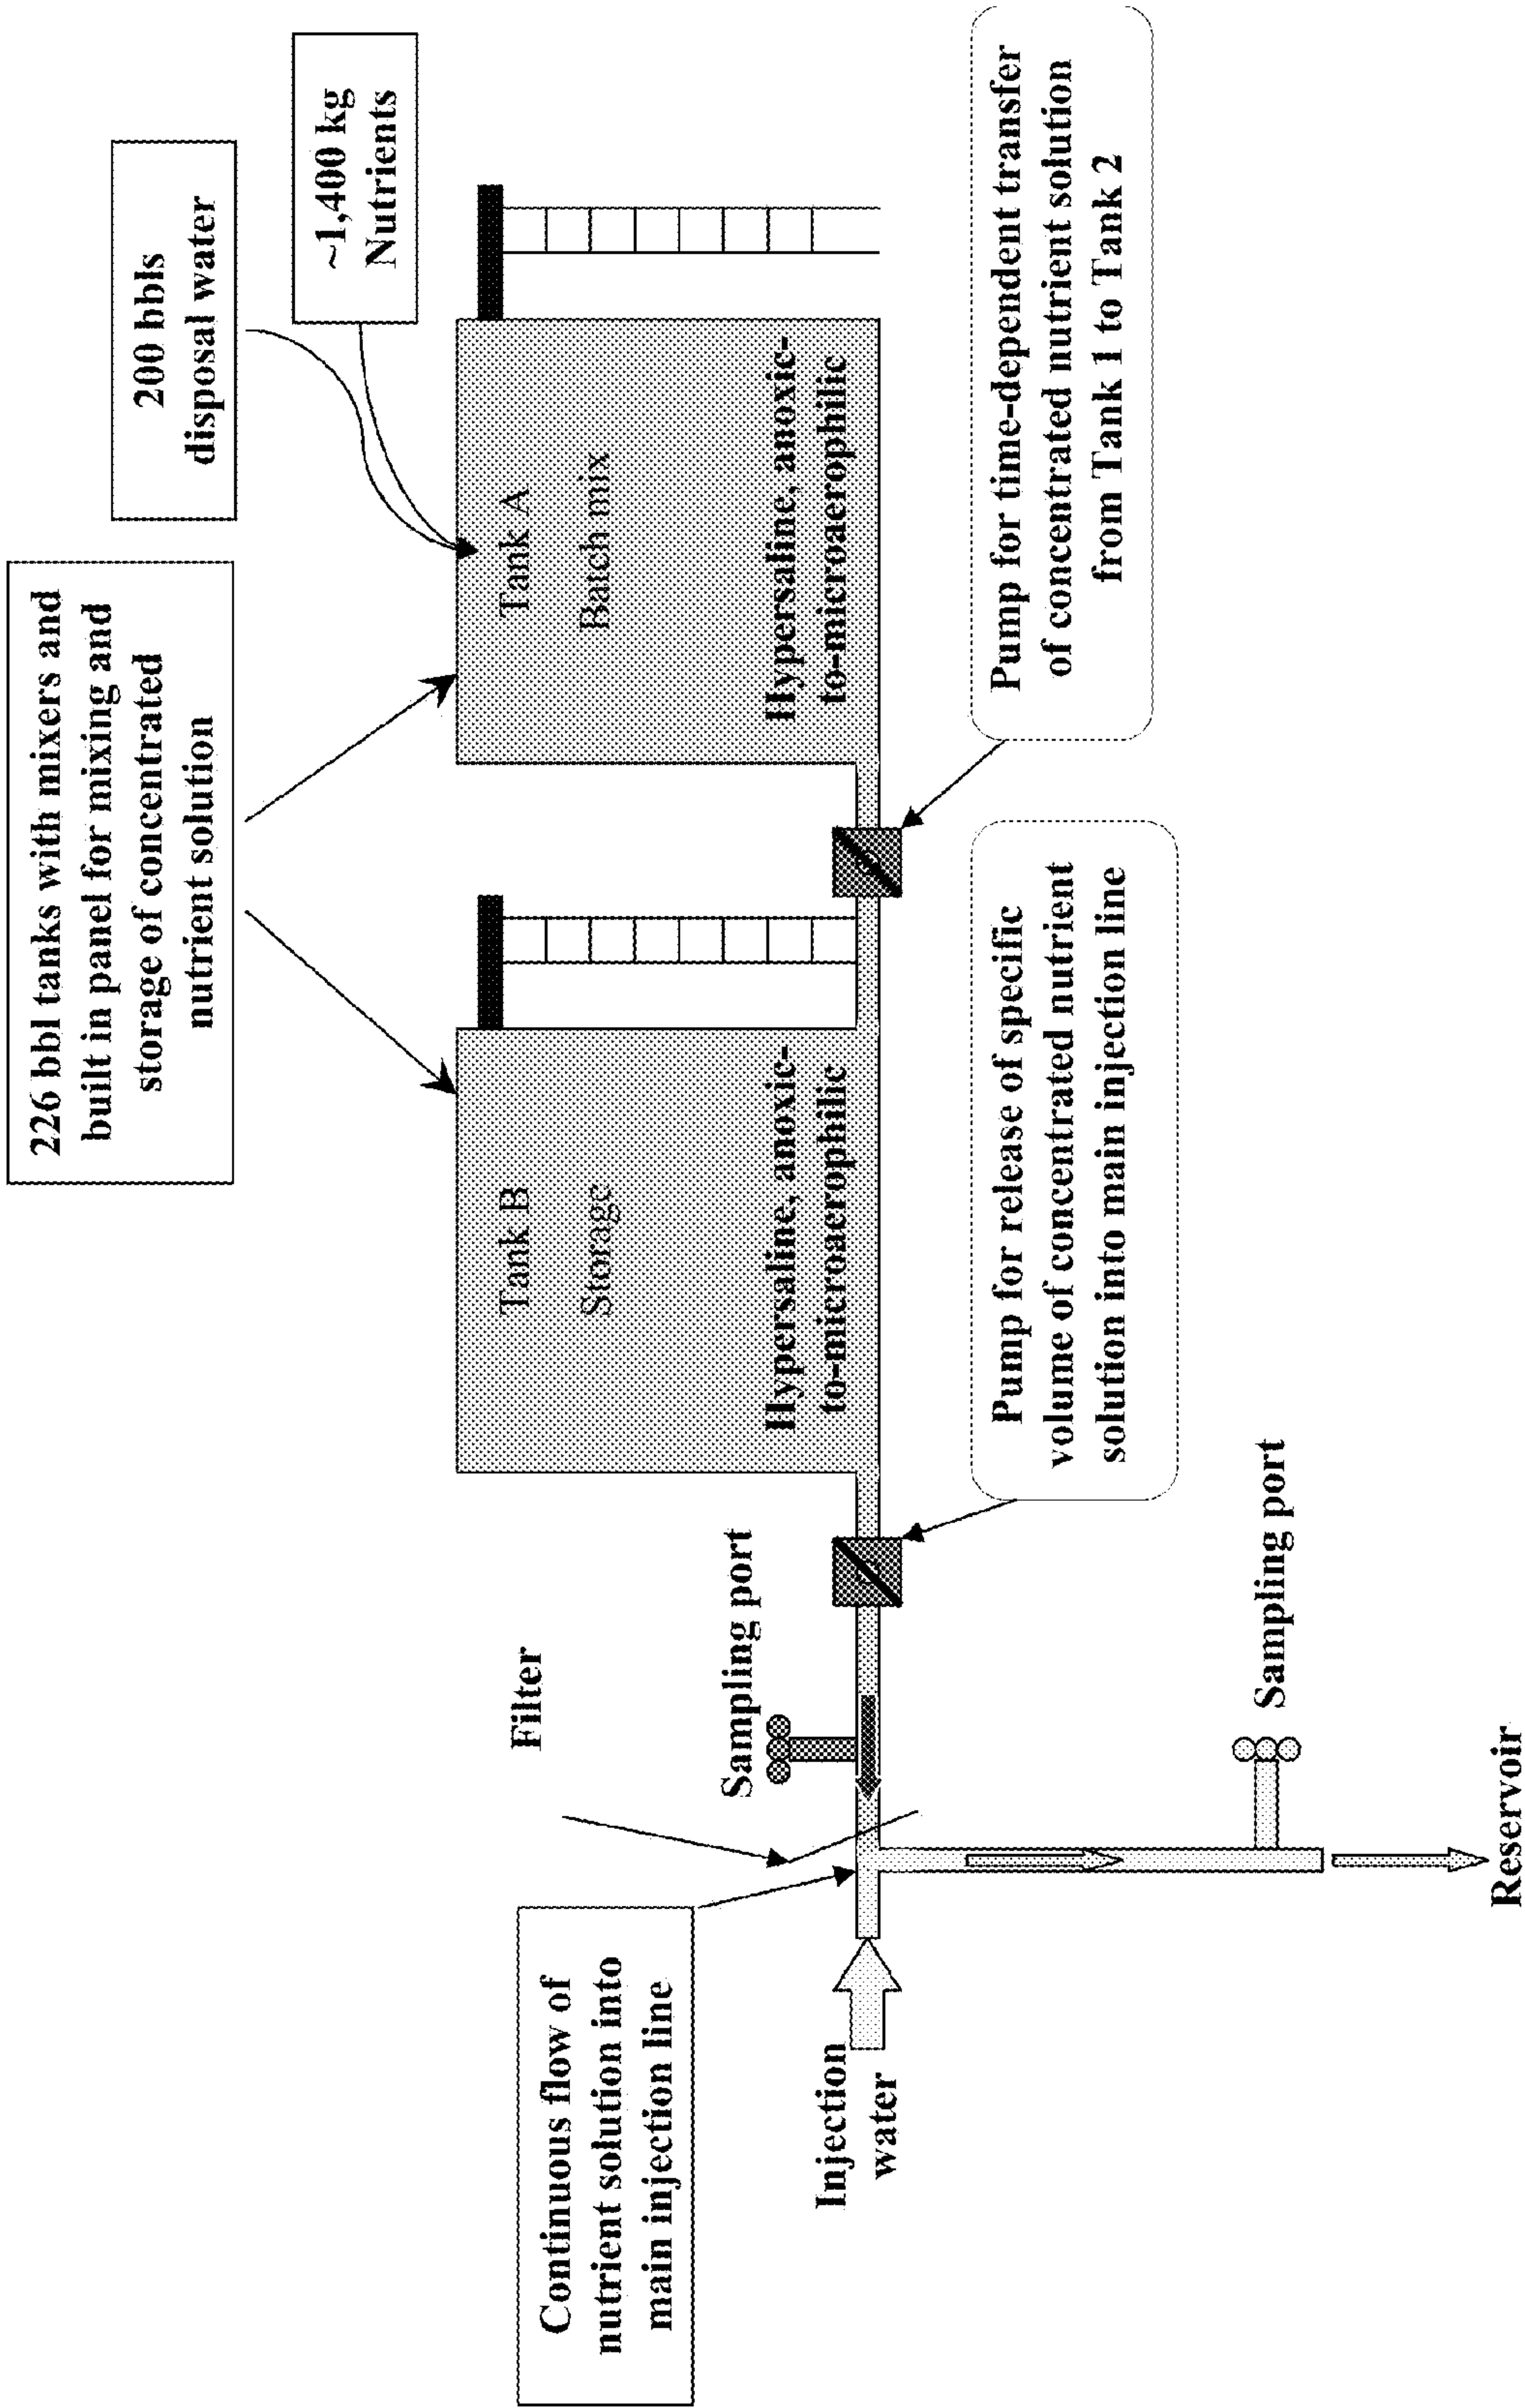 226 bbl tanks with mixers and
built in panel for mixing and
storage of concentrated
nutrient solution
200 bbls
disposal water
~1,400 kg
Nutrients
Tank B
Storage
Hypersaline, anoxic-
to-microaerophilic
Tank A
Batch mix
Hypersaline, anoxic-
to-microaerophilic
Continuous flow of
nutrient solution into
main injection line
Filter
Sampling port
Injection
water
Pump for release of specific
volume of concentrated nutrient
solution into main injection line
Pump for time-dependent transfer
of concentrated nutrient solution
from Tank 1 to Tank 2
Sampling port
Reservoir